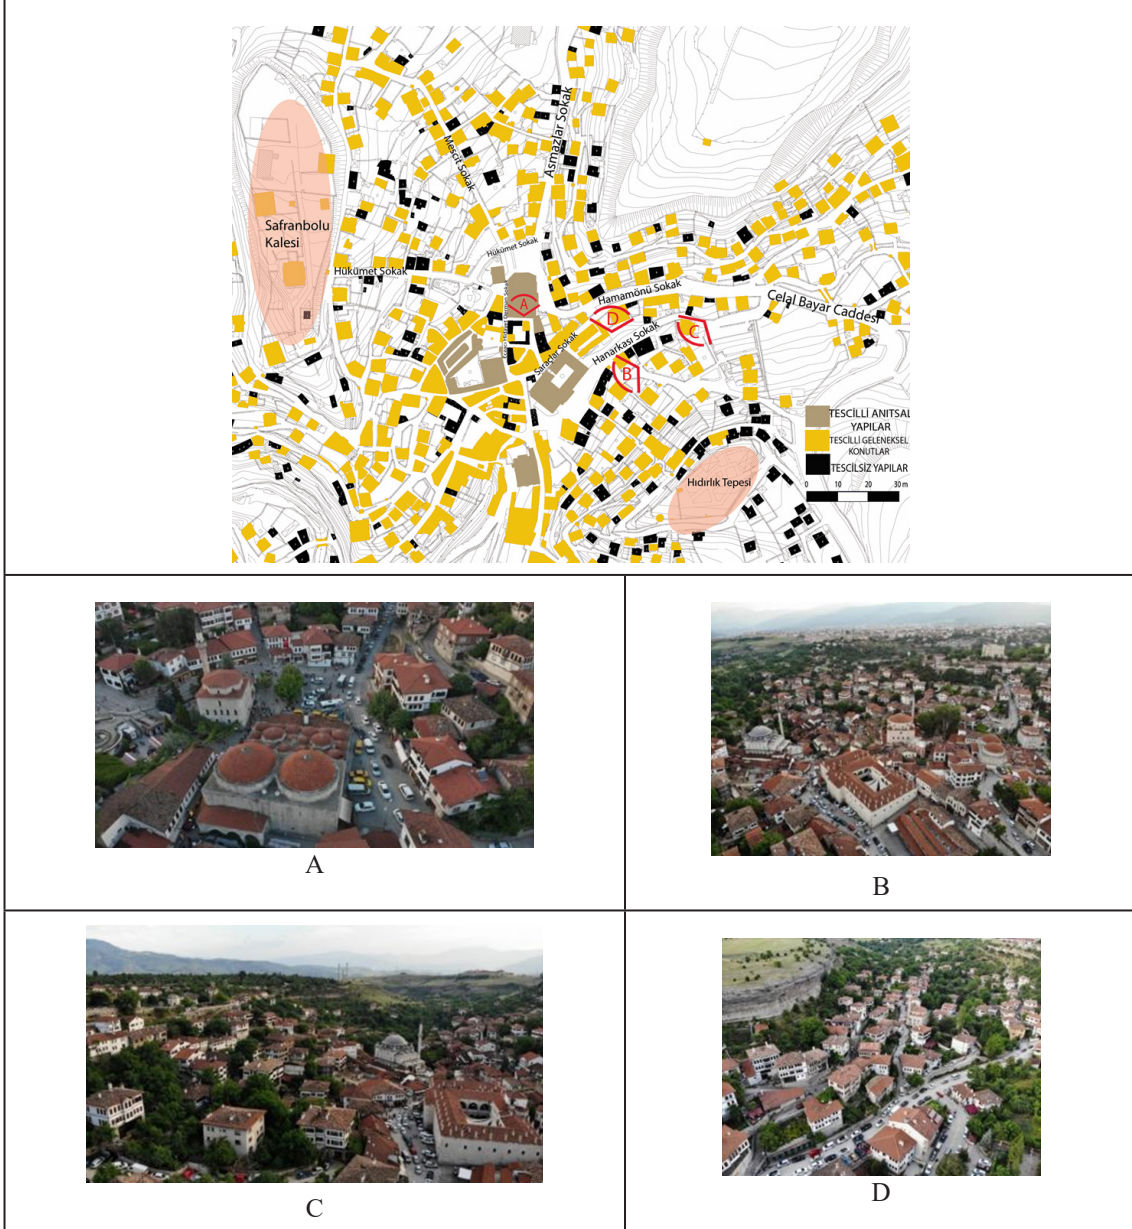 Asmazlar Sokak
Mescit Sokak
Safranbolu
Kalesi
Hükümet Sokak
Hükümet Sokak
A
Hamamönü Sokak
Celal Bayar Caddesi
D
C
Hanarkası Sokak
Saraçlar Sokak
B
TESCİLLİ ANITSAL
YAPILAR
TESCİLLİ GELENEKSEL
KONUTLAR
TESCİLSİZ YAPILAR
Hıdırlık Tepesi
0 10 20 30 m
A
B
C
D